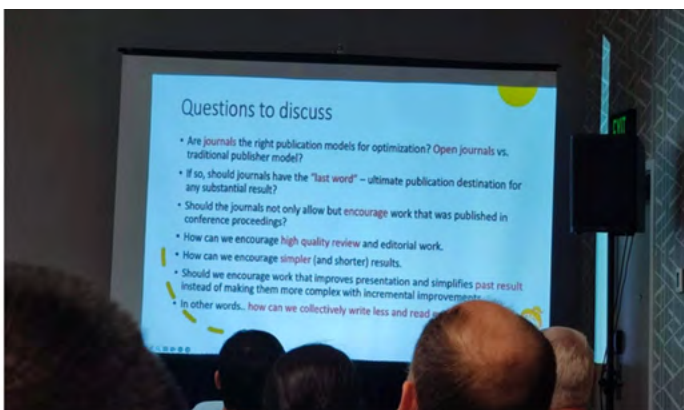 Questions to discuss
• Are journals the right publication models for optimization? Open journals vs.
traditional publisher model?
• If so, should journals have the "last word" – ultimate publication destination for
any substantial result?
• Should the journals not only allow but encourage work that was published in
conference proceedings?
• How can we encourage high quality review and editorial work.
• How can we encourage simpler (and shorter) results.
• Should we encourage work that improves presentation and simplifies past result
instead of making them more complex with incremental improvements
• In other words.. how can we collectively write less and read
EXIT